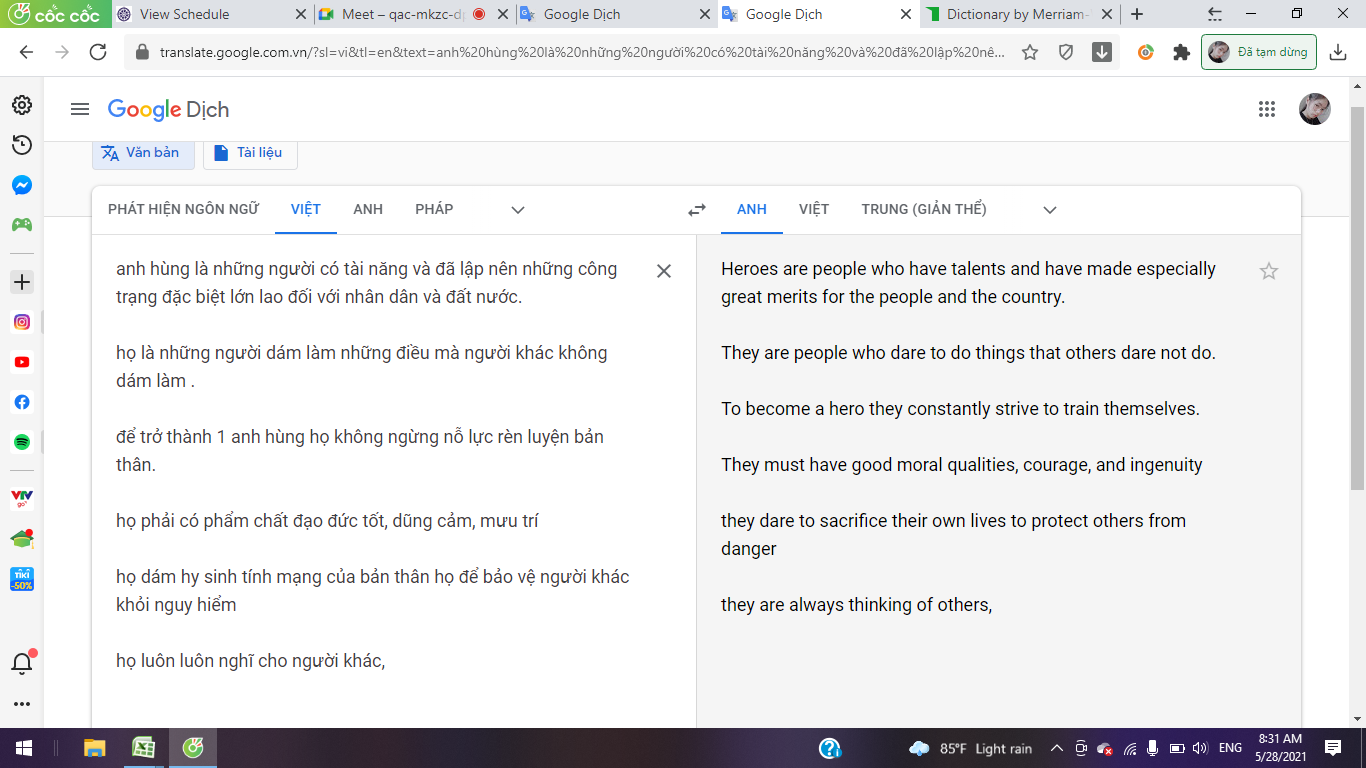 cốc cốc
View Schedule
Meet – qac-mkzc-dp
Google Dịch
Google Dịch
Dictionary by Merriam-
translate.google.com.vn/?sl=vi&tl=en&text=anh%20hùng%20là%20những%20người%20có%20tài%20năng%20và%20đã%20lập%20nê...
Đã tạm dừng
Google Dịch
Văn bản
Tài liệu
PHÁT HIỆN NGÔN NGỮ
VIỆT
ANH
PHÁP
ANH
VIỆT
TRUNG (GIẢN THỂ)
anh hùng là những người có tài năng và đã lập nên những công
trạng đặc biệt lớn lao đối với nhân dân và đất nước.
họ là những người dám làm những điều mà người khác không
dám làm .
để trở thành 1 anh hùng họ không ngừng nỗ lực rèn luyện bản
thân.
họ phải có phẩm chất đạo đức tốt, dũng cảm, mưu trí
họ dám hy sinh tính mạng của bản thân họ để bảo vệ người khác
khỏi nguy hiểm
họ luôn luôn nghĩ cho người khác,
Heroes are people who have talents and have made especially
great merits for the people and the country.
They are people who dare to do things that others dare not do.
To become a hero they constantly strive to train themselves.
They must have good moral qualities, courage, and ingenuity
they dare to sacrifice their own lives to protect others from
danger
they are always thinking of others,
VTV
go
TIKI
-50%
85°F Light rain
ENG
8:31 AM
5/28/2021